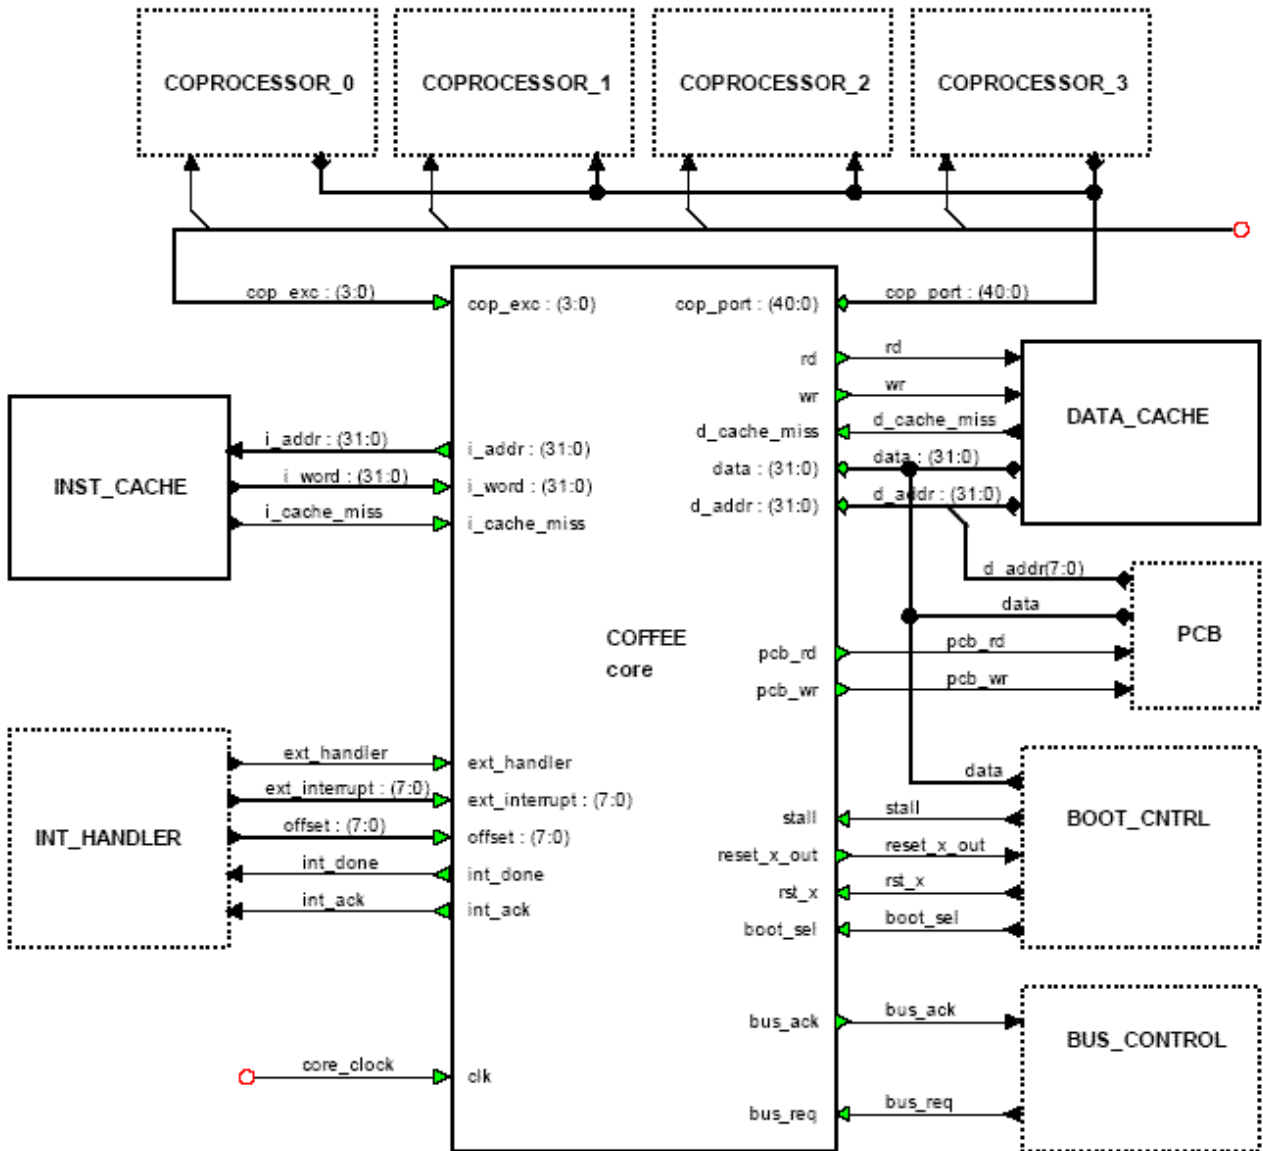 COPROCESSOR_0 COPROCESSOR_1 COPROCESSOR_2 COPROCESSOR_3
cop_exc : (3:0) cop_exc : (3:0) cop_port : (40:0) cop_port : (40:0)
rd rd
wr wr
DATA_CACHE
d_cache_miss d_cache_miss
i_addr : (31:0) i_addr : (31:0) data : (31:0) data : (31:0)
INST_CACHE
i_word : (31:0) i_word : (31:0) d_addr : (31:0) d_addr : (31:0)
i_cache_miss i_cache_miss
d_addr(7:0)
data
PCB
COFFEE
core
pcb_rd pcb_rd
pcb_wr pcb_wr
ext_handler ext_handler
data
ext_interrupt : (7:0) ext_interrupt : (7:0)
stall stall
BOOT_CNTRL
INT_HANDLER
offset : (7:0) offset : (7:0)
reset_x_out reset_x_out
int_done int_done
rst_x rst_x
int_ack int_ack
boot_sel boot_sel
bus_ack bus_ack
BUS_CONTROL
core_clock clk
bus_req bus_req